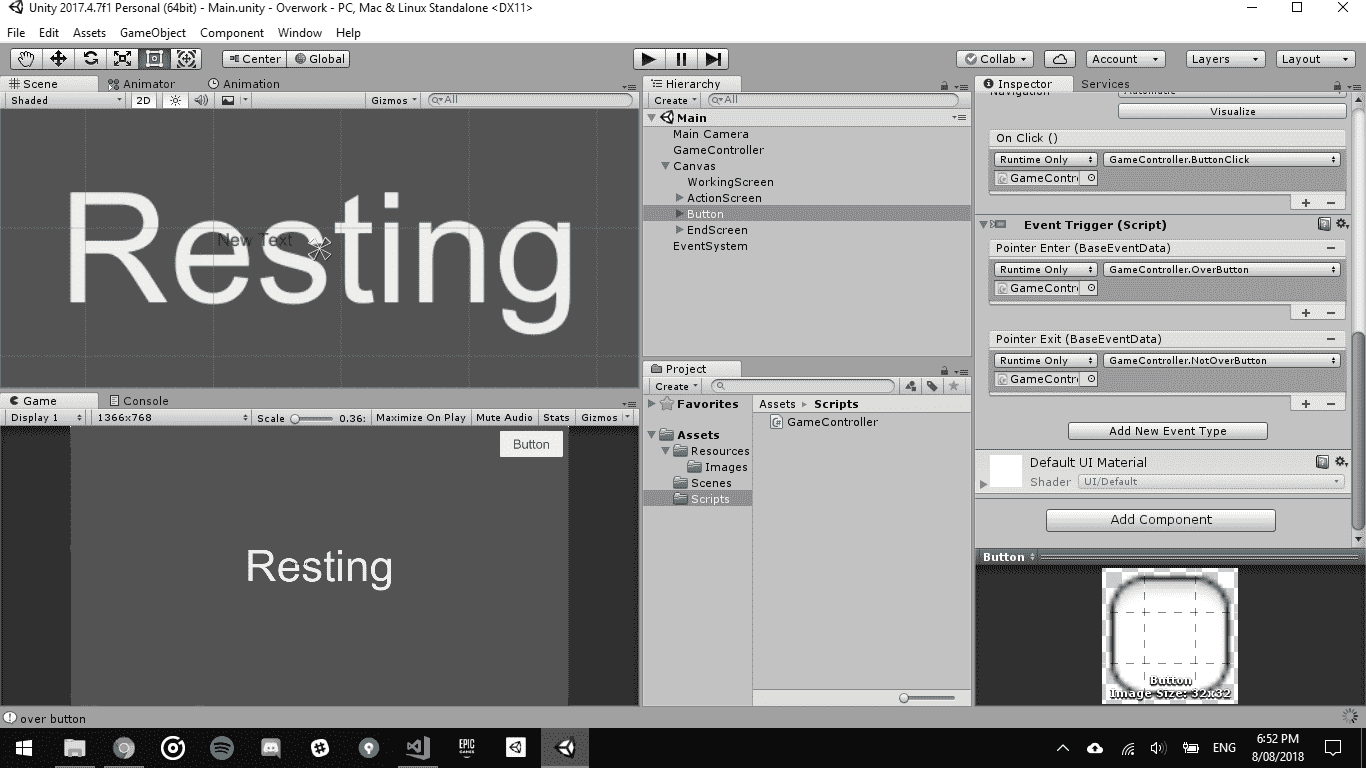 Unity 2017.4.7f1 Personal (64bit) - Main.unity - Overwork - PC, Mac & Linux Standalone <DX11>
File Edit Assets GameObject Component Window Help
Center Global
Collab Account Layers Layout
Scene Animator Animation
Shaded 2D Gizmos All
Resting
New Text
Game Console
Display 1 1366x768 Scale 0.36: Maximize On Play Mute Audio Stats Gizmos
Button
Resting
Hierarchy
Create All
Main
Main Camera
GameController
Canvas
WorkingScreen
ActionScreen
Button
EndScreen
EventSystem
Project
Create
Favorites
Assets
Resources
Images
Scenes
Scripts
Assets Scripts
GameController
Inspector Services
Visualize
On Click ()
Runtime Only GameController.ButtonClick
GameContr
Event Trigger (Script)
Pointer Enter (BaseEventData)
Runtime Only GameController.OverButton
GameContr
Pointer Exit (BaseEventData)
Runtime Only GameController.NotOverButton
GameContr
Add New Event Type
Default UI Material
Shader UI/Default
Add Component
Button
Button
Image Size: 32x32
over button
EPIC GAMES
ENG
6:52 PM
8/08/2018